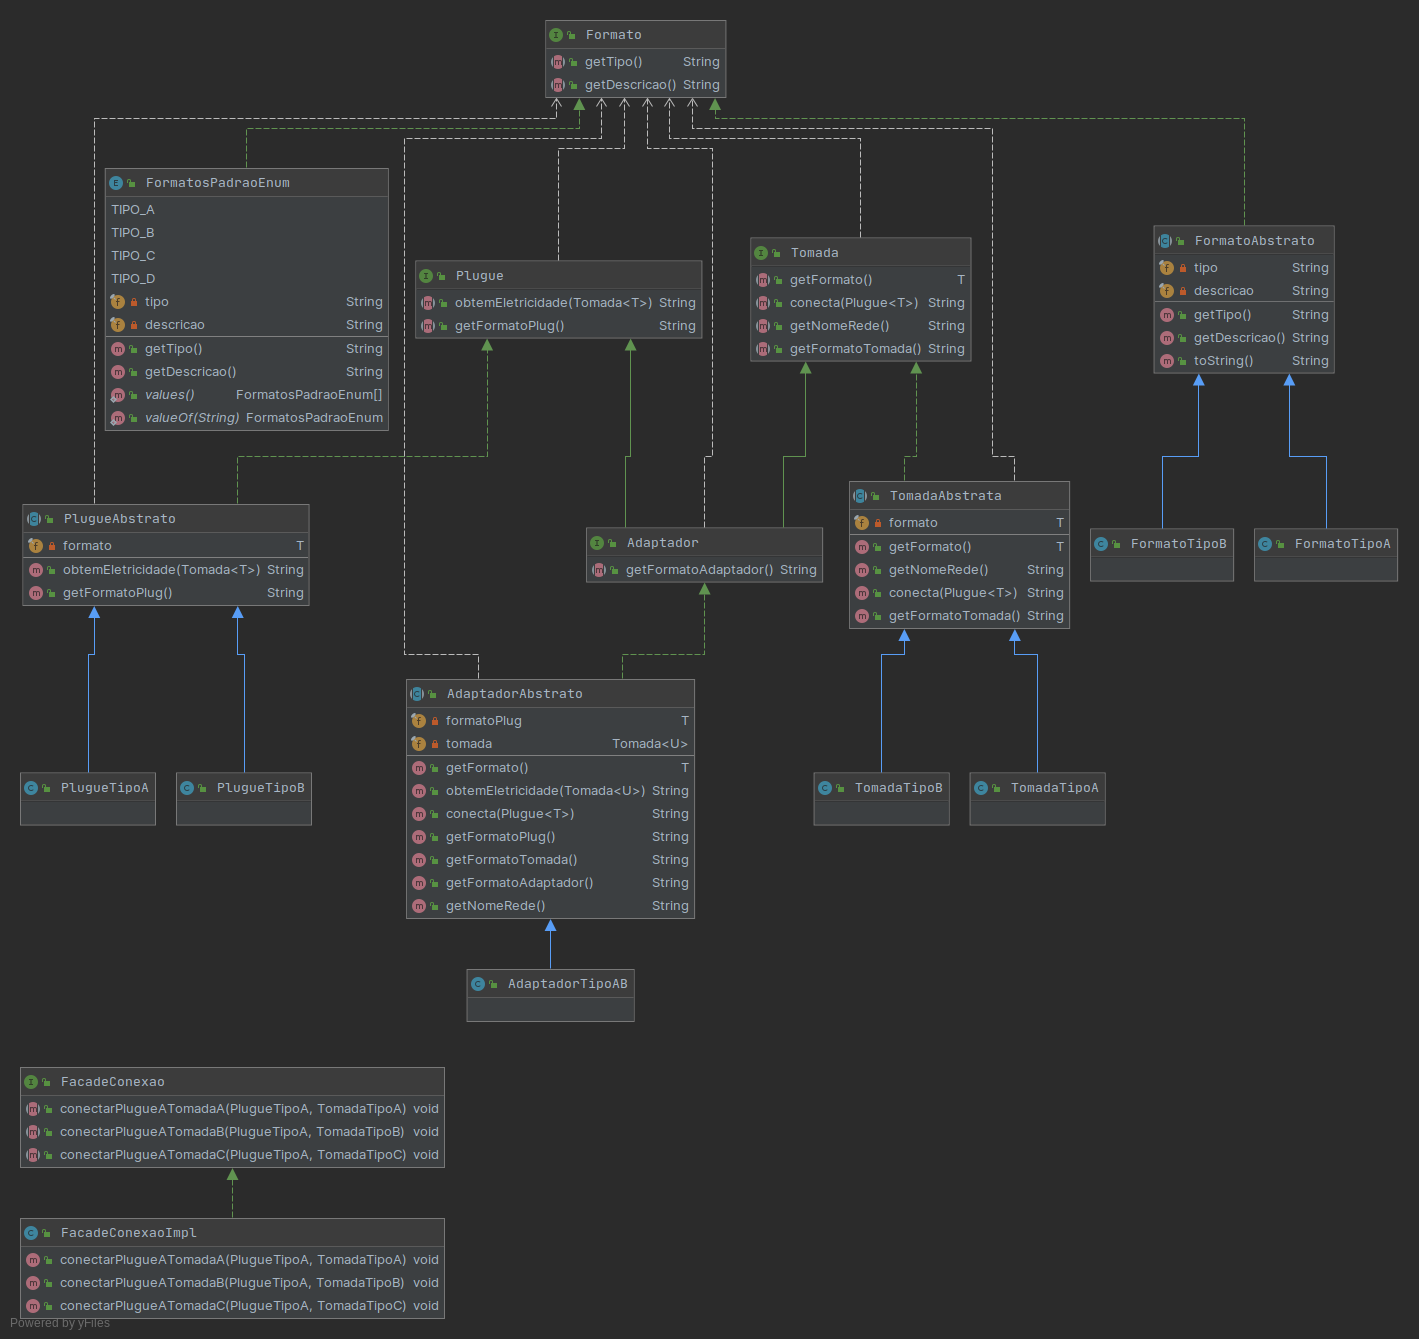 Formato
getTipo() String
getDescricao() String
FormatosPadraoEnum
TIPO_A
TIPO_B
TIPO_C
TIPO_D
tipo String
descricao String
getTipo() String
getDescricao() String
values() FormatosPadraoEnum[]
valueOf(String) FormatosPadraoEnum
Plugue
obtemEletricidade(Tomada<T>) String
getFormatoPlug() String
Tomada
getFormato() T
conecta(Plugue<T>) String
getNomeRede() String
getFormatoTomada() String
FormatoAbstrato
tipo String
descricao String
getTipo() String
getDescricao() String
toString() String
PlugueAbstrato
formato T
obtemEletricidade(Tomada<T>) String
getFormatoPlug() String
Adaptador
getFormatoAdaptador() String
TomadaAbstrata
formato T
getFormato() T
getNomeRede() String
conecta(Plugue<T>) String
getFormatoTomada() String
FormatoTipoB
FormatoTipoA
AdaptadorAbstrato
formatoPlug T
tomada Tomada<U>
getFormato() T
obtemEletricidade(Tomada<U>) String
conecta(Plugue<T>) String
getFormatoPlug() String
getFormatoTomada() String
getFormatoAdaptador() String
getNomeRede() String
PlugueTipoA
PlugueTipoB
TomadaTipoB
TomadaTipoA
AdaptadorTipoAB
FacadeConexao
conectarPlugueATomadaA(PlugueTipoA, TomadaTipoA) void
conectarPlugueATomadaB(PlugueTipoA, TomadaTipoB) void
conectarPlugueATomadaC(PlugueTipoA, TomadaTipoC) void
FacadeConexaoImpl
conectarPlugueATomadaA(PlugueTipoA, TomadaTipoA) void
conectarPlugueATomadaB(PlugueTipoA, TomadaTipoB) void
conectarPlugueATomadaC(PlugueTipoA, TomadaTipoC) void
Powered by yFiles